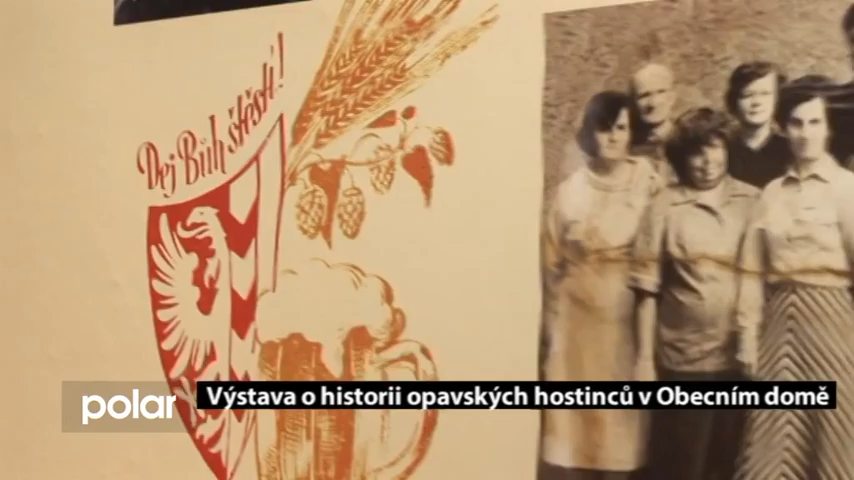 Dej Bůh štěstí!
polar
Výstava o historii opavských hostinců v Obecním domě